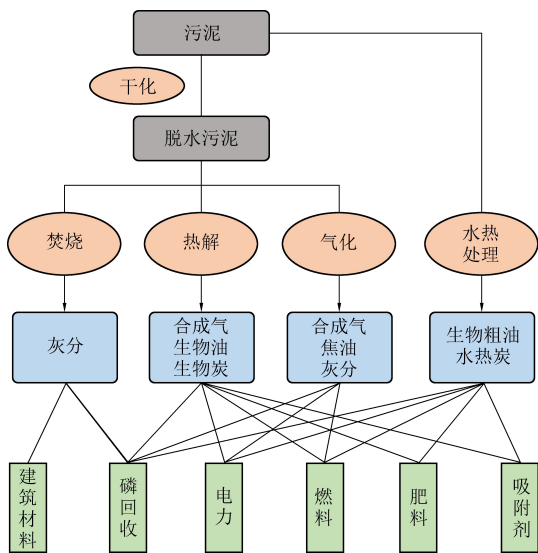 污泥
干化
脱水污泥
焚烧
热解
气化
水热
处理
灰分
合成气
生物油
生物炭
合成气
焦油
灰分
生物粗油
水热炭
建筑材料
磷回收
电力
燃料
肥料
吸附剂